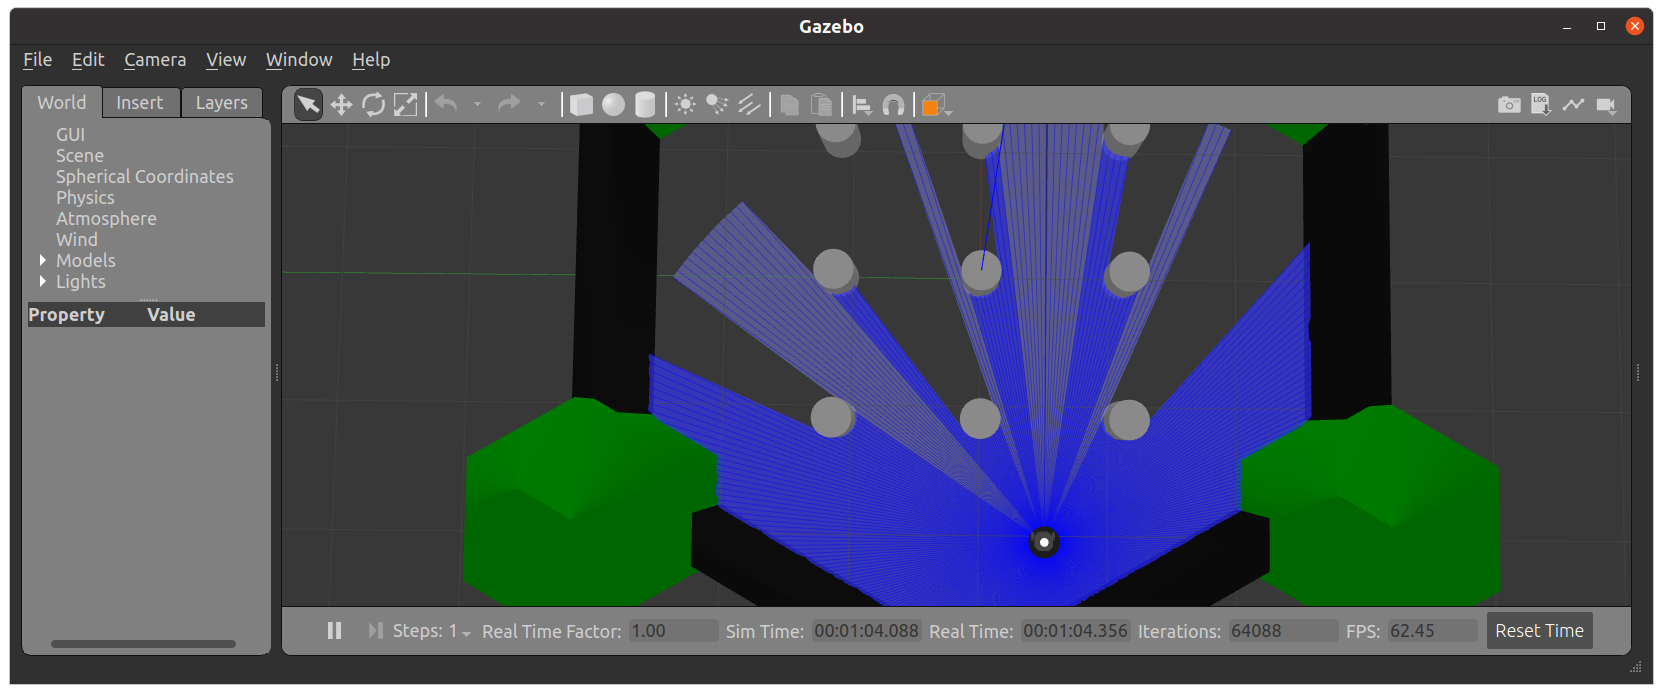 Gazebo
File Edit Camera View Window Help
World Insert Layers
LOG
GUI
Scene
Spherical Coordinates
Physics
Atmosphere
Wind
Models
Lights
Property Value
Steps: 1 Real Time Factor: 1.00 Sim Time: 00:01:04.088 Real Time: 00:01:04.356 Iterations: 64088 FPS: 62.45 Reset Time